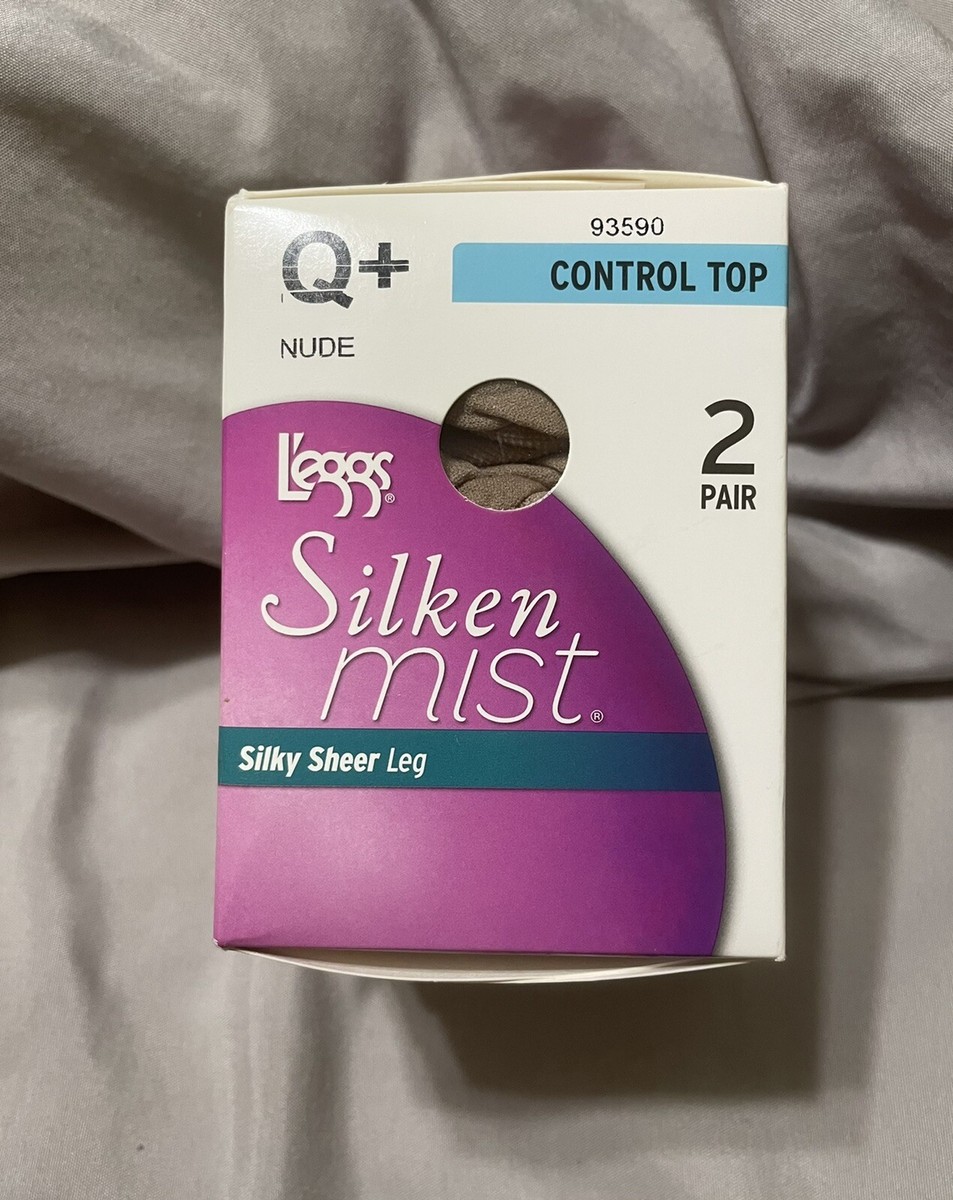 93590
Q+
CONTROL TOP
NUDE
2
PAIR
L'eggs®
Silken
mist®
Silky Sheer Leg